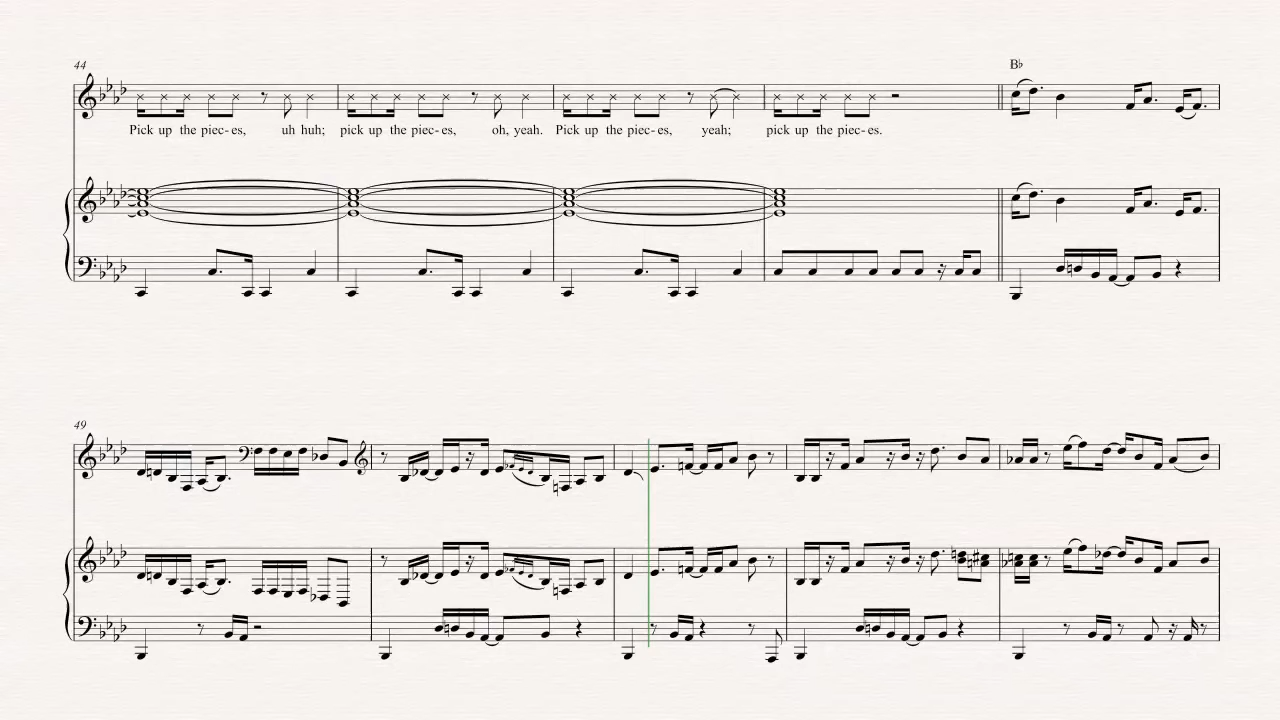 44
B♭
Pick up the piec-es, uh huh; pick up the piec-es, oh, yeah. Pick up the piec-es, yeah; pick up the piec-es.
49